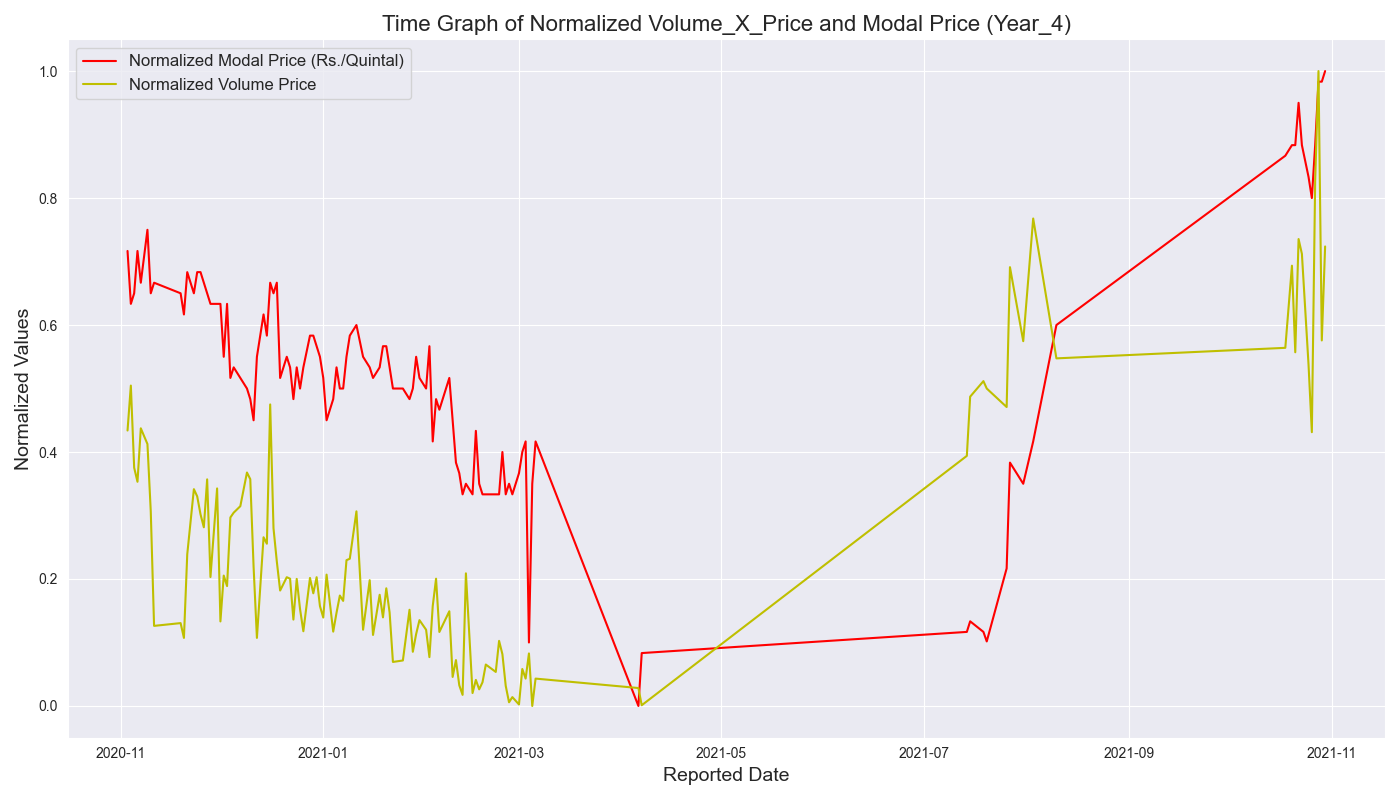 Time Graph of Normalized Volume_X_Price and Modal Price (Year_4)
Normalized Modal Price (Rs./Quintal)
Normalized Volume Price
Normalized Values
1.0
0.8
0.6
0.4
0.2
0.0
2020-11 2021-01 2021-03 2021-05 2021-07 2021-09 2021-11
Reported Date